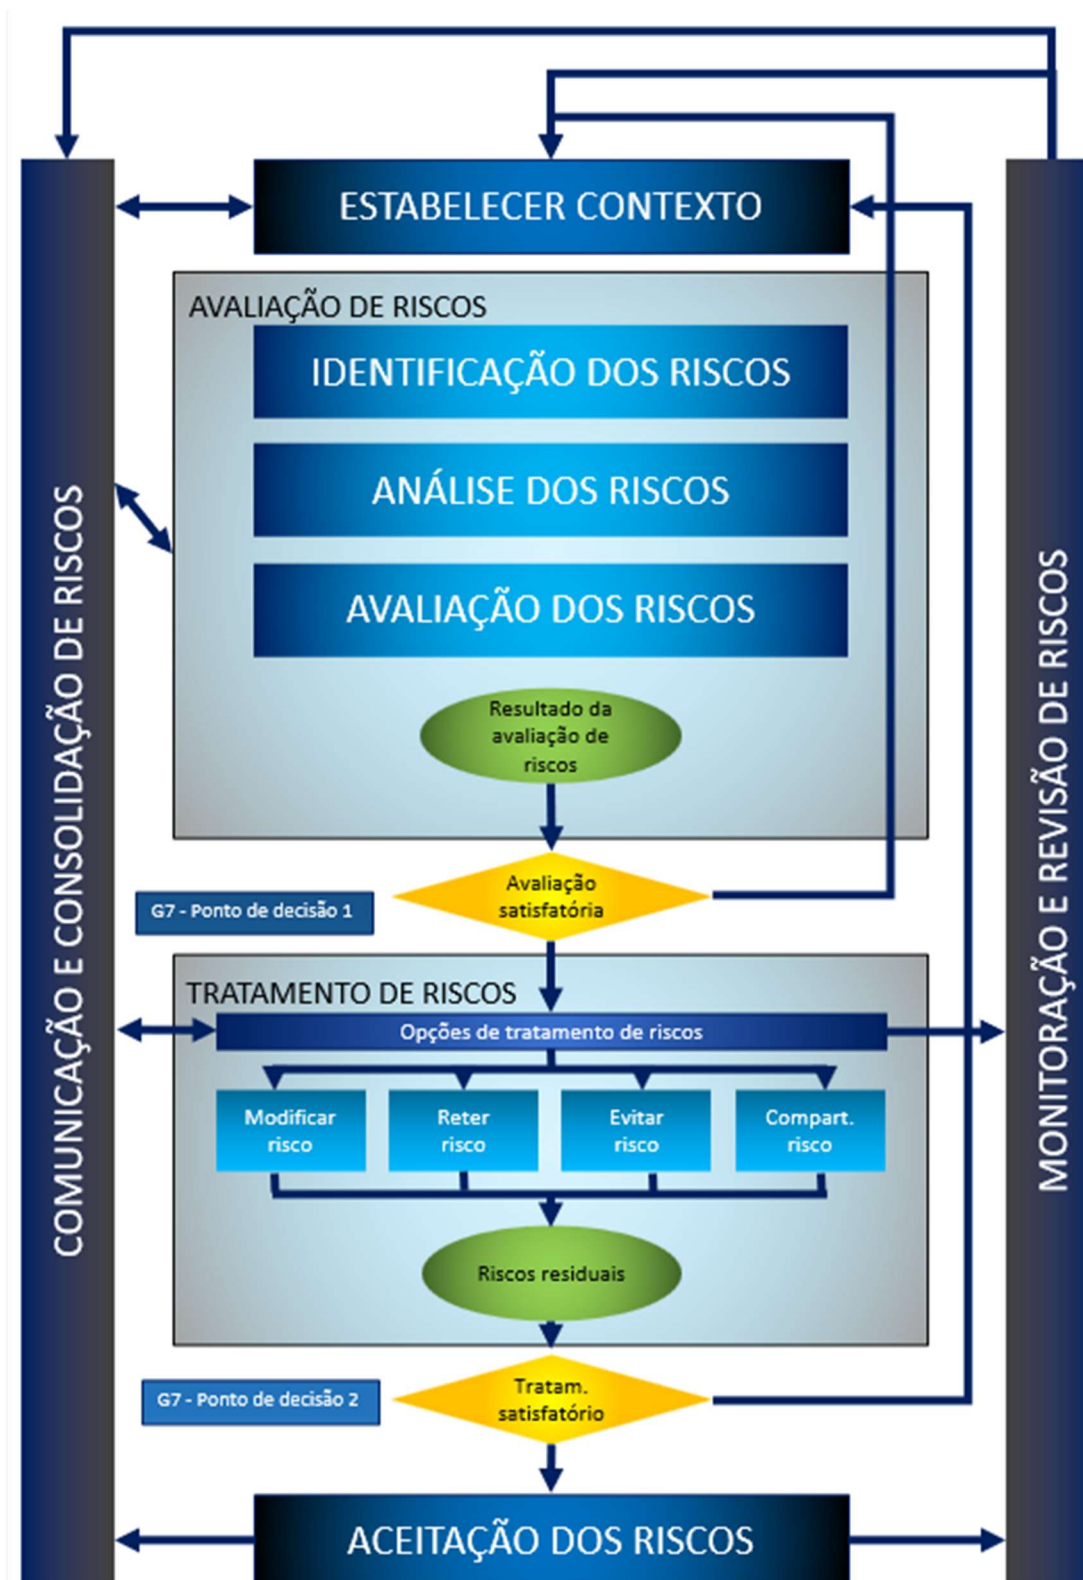 ESTABELECER CONTEXTO
AVALIAÇÃO DE RISCOS
IDENTIFICAÇÃO DOS RISCOS
ANÁLISE DOS RISCOS
AVALIAÇÃO DOS RISCOS
Resultado da
avaliação de
riscos
Avaliação
satisfatória
G7 - Ponto de decisão 1
TRATAMENTO DE RISCOS
Opções de tratamento de riscos
Modificar
risco
Reter
risco
Evitar
risco
Compart.
risco
Riscos residuais
G7 - Ponto de decisão 2
Tratam.
satisfatório
ACEITAÇÃO DOS RISCOS
COMUNICAÇÃO E CONSOLIDAÇÃO DE RISCOS
MONITORAÇÃO E REVISÃO DE RISCOS